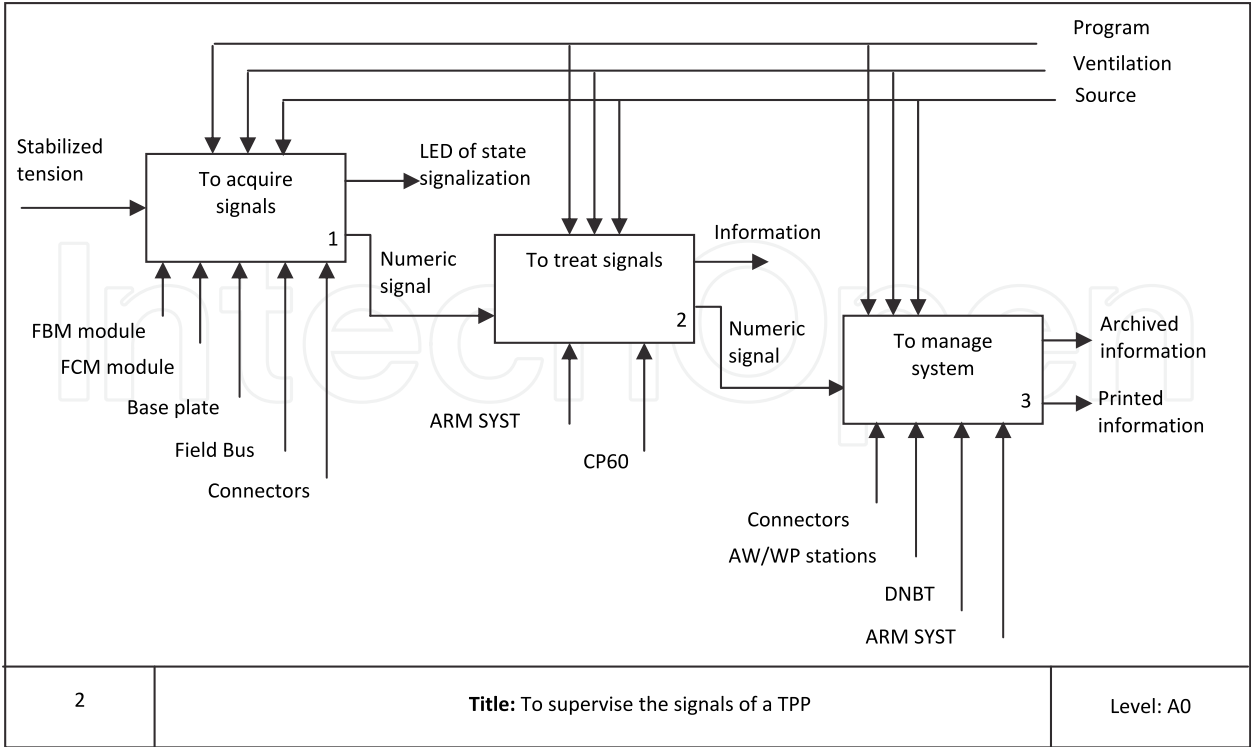 Program
Ventilation
Source
Stabilized
tension
To acquire
signals
1
LED of state
signalization
Numeric
signal
To treat signals
2
Information
Numeric
signal
To manage
system
3
Archived
information
Printed
information
FBM module
FCM module
Base plate
Field Bus
Connectors
ARM SYST
CP60
Connectors
AW/WP stations
DNBT
ARM SYST
IntechOpen
2
Title: To supervise the signals of a TPP
Level: A0